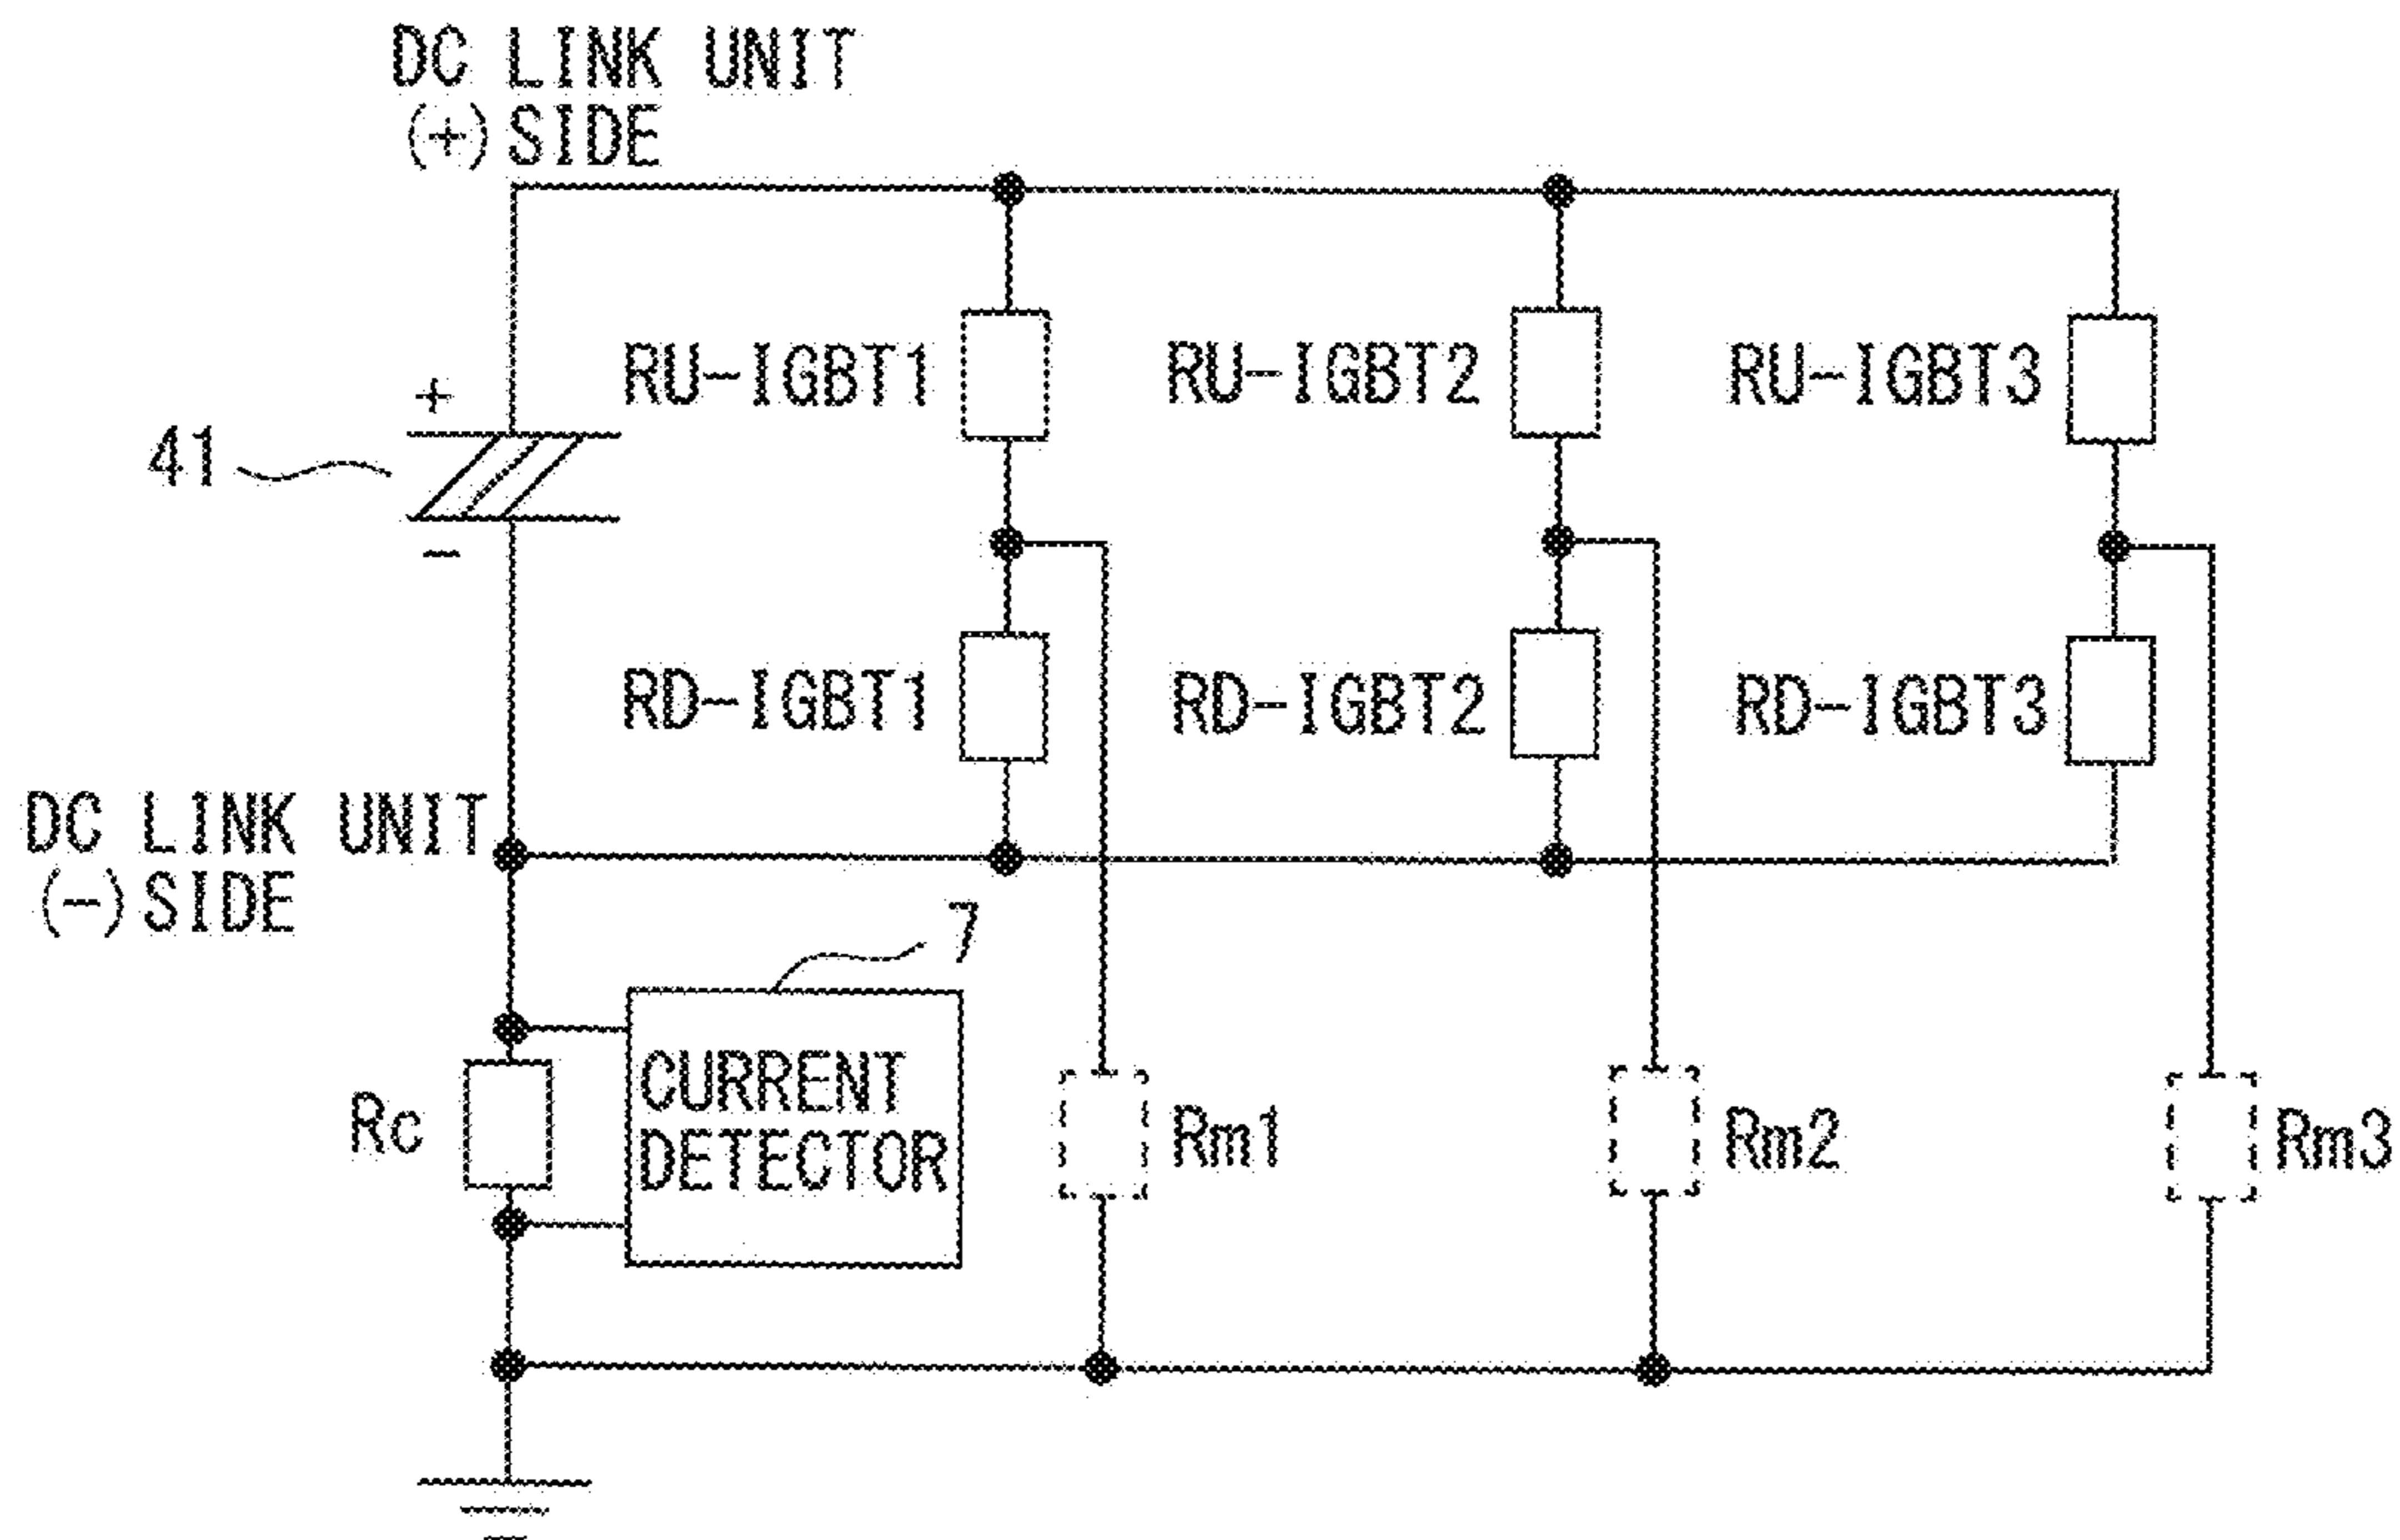 DC LINK UNIT
(+) SIDE
RU-IGBT1
RU-IGBT2
RU-IGBT3
+
41
−
RD-IGBT1
RD-IGBT2
RD-IGBT3
DC LINK UNIT
(−) SIDE
7
Rc
CURRENT
DETECTOR
Rm1
Rm2
Rm3